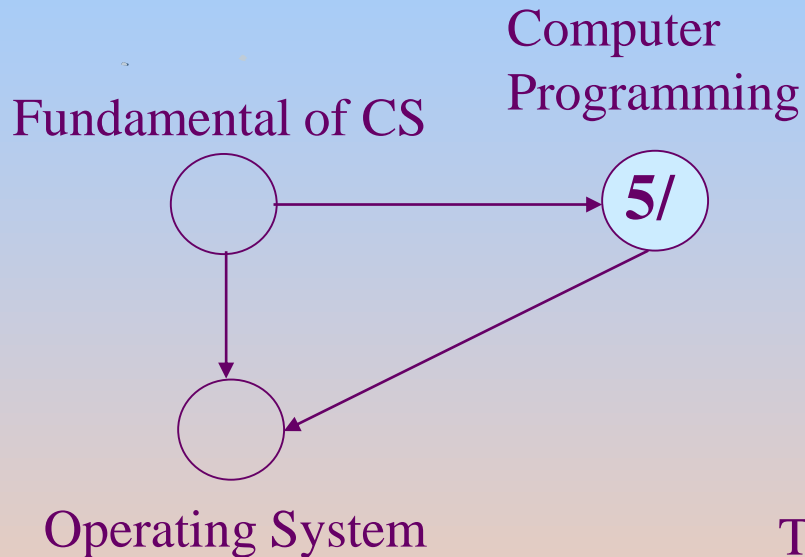 Computer
Programming
Fundamental of CS
5/
Operating System
T